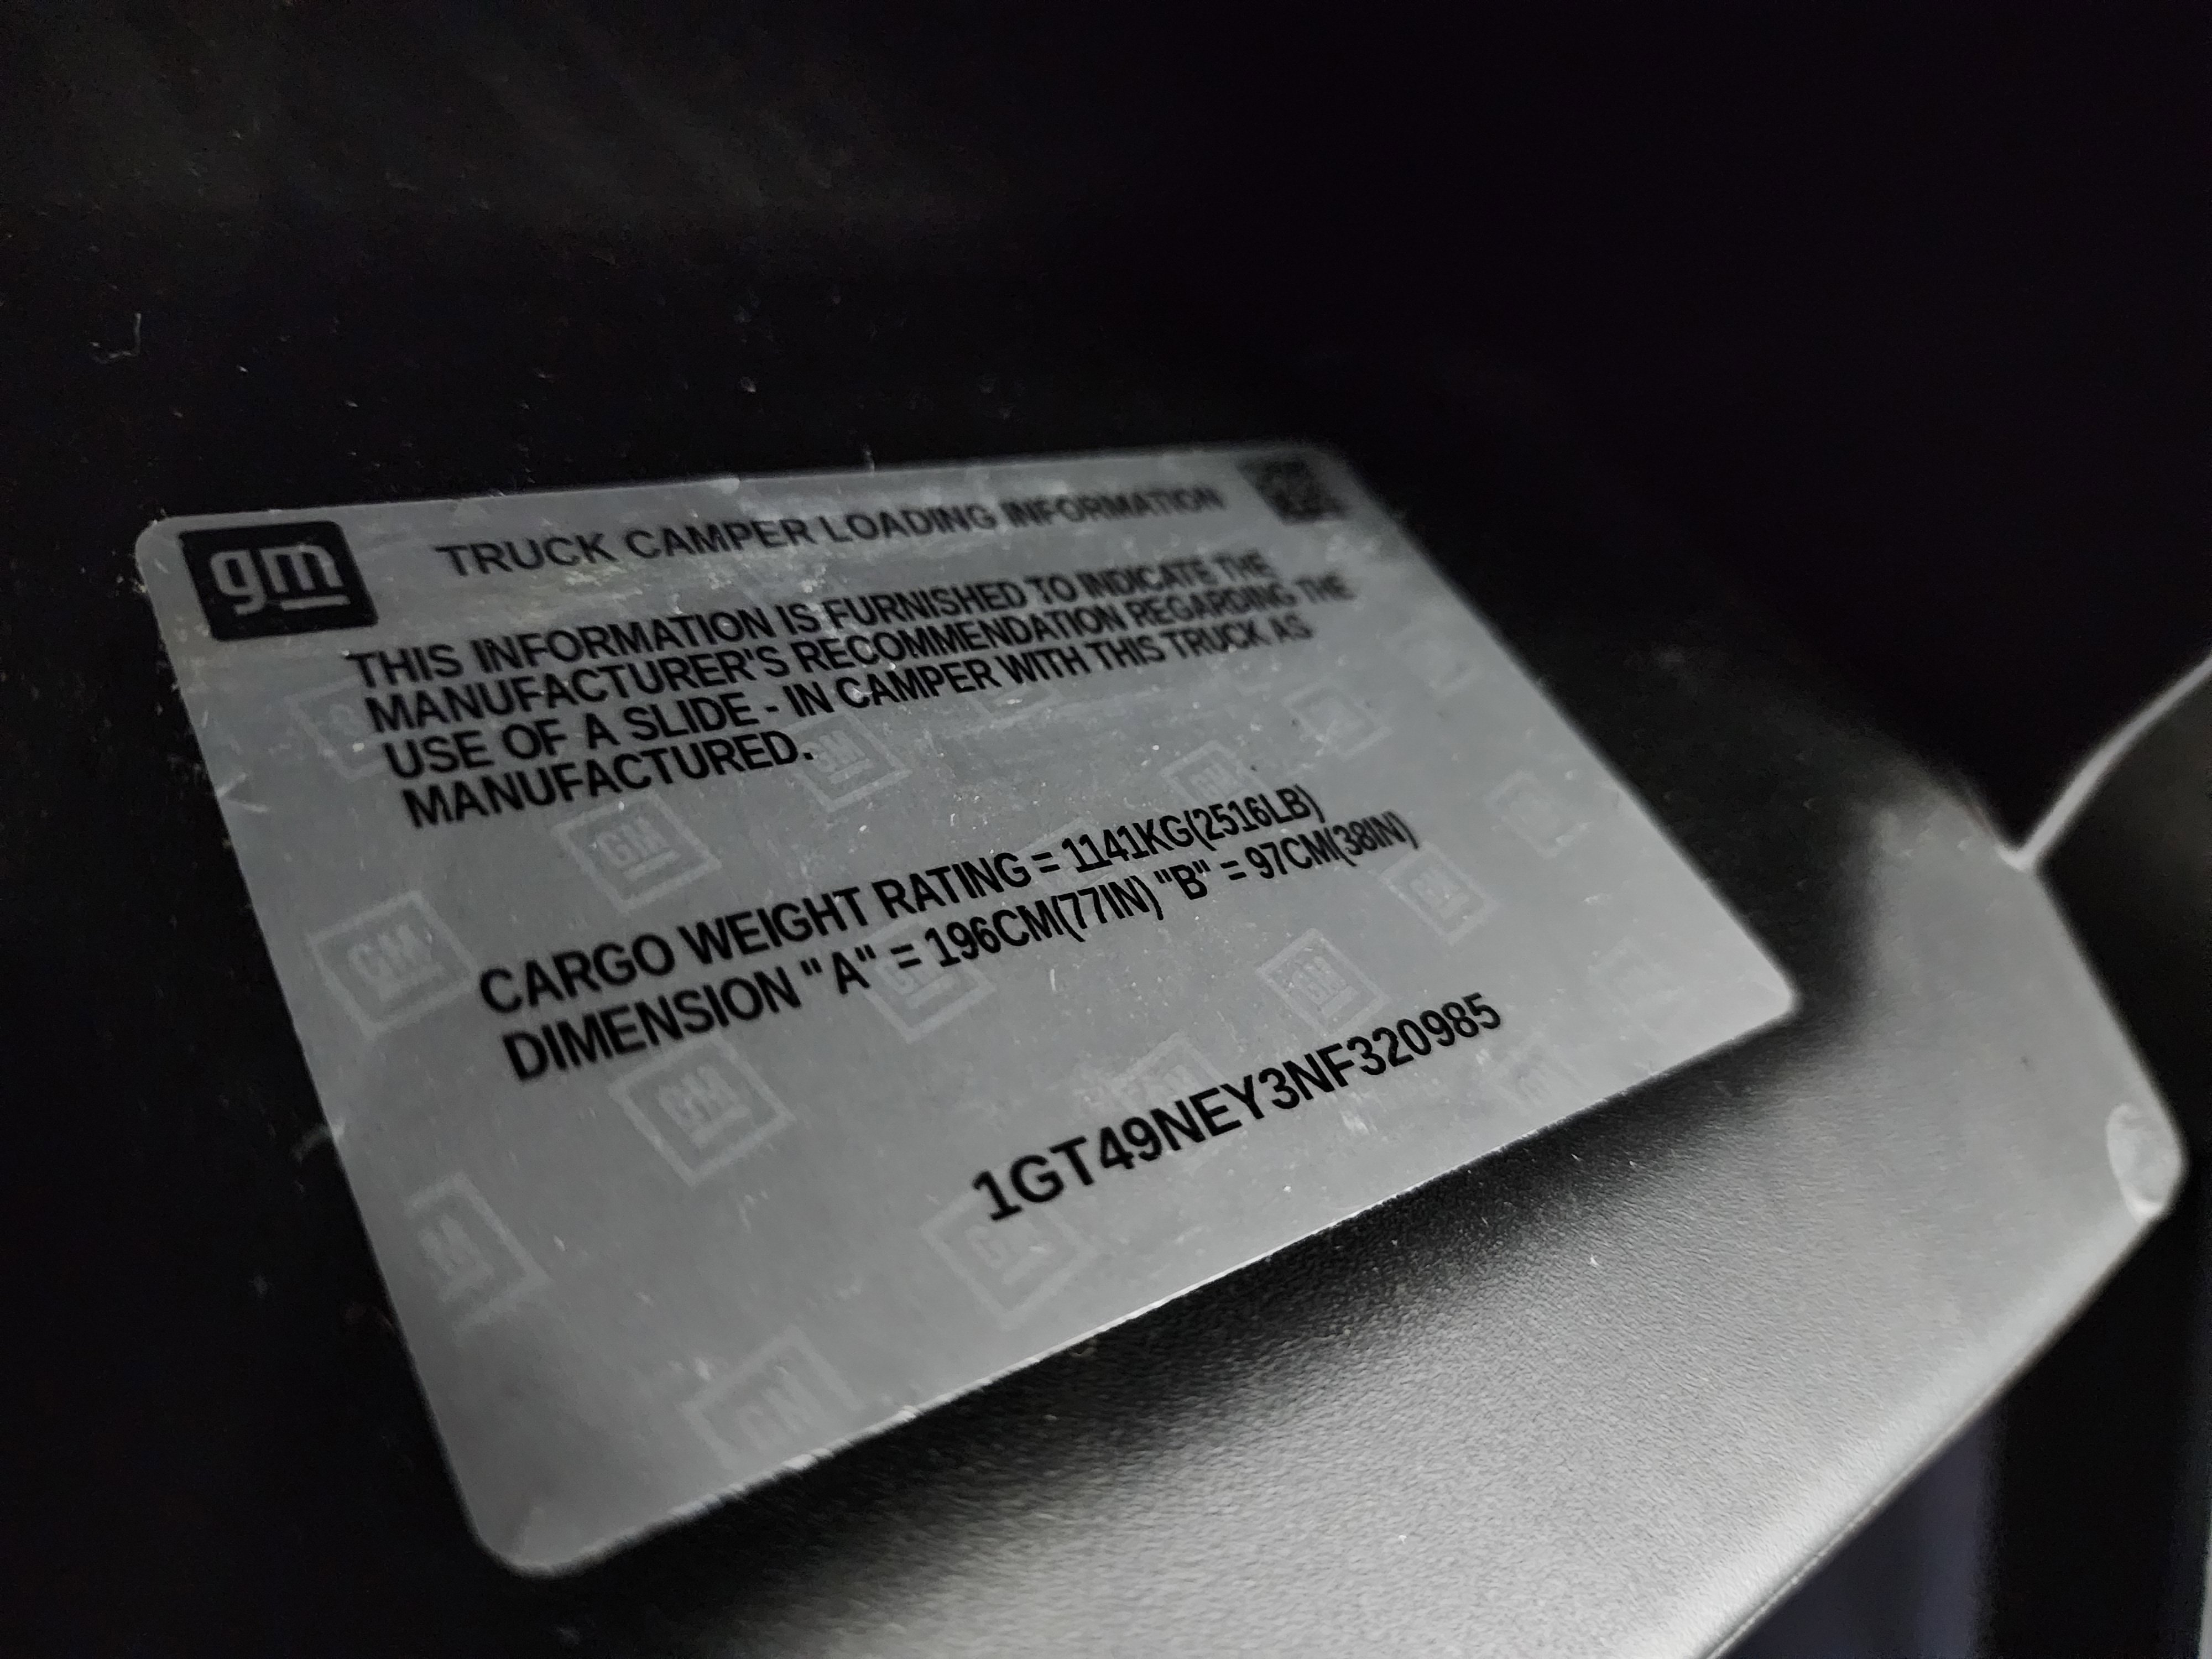 gm
TRUCK CAMPER LOADING INFORMATION
THIS INFORMATION IS FURNISHED TO INDICATE THE
MANUFACTURER'S RECOMMENDATION REGARDING THE
USE OF A SLIDE - IN CAMPER WITH THIS TRUCK AS
MANUFACTURED.
CARGO WEIGHT RATING = 1141KG(2516LB)
DIMENSION "A" = 196CM(77IN) "B" = 97CM(38IN)
1GT49NEY3NF320985